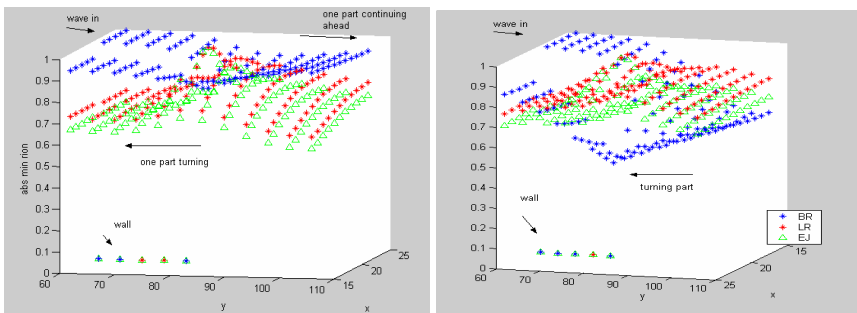 wave in
one part continuing
ahead
1
0.9
0.8
0.7
0.6
0.5
0.4
0.3
0.2
0.1
0
abs min rion
one part turning
wall
60
70
80
90
100
110
y
15
20
25
x
wave in
1
0.9
0.8
0.7
0.6
0.5
0.4
0.3
0.2
0.1
0
turning part
wall
BR
LR
EJ
60
70
80
90
100
110
y
25
20
15
x